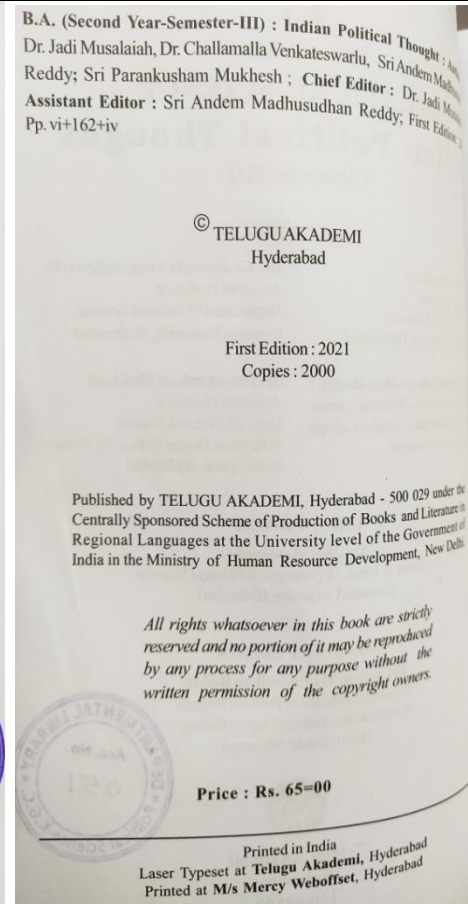 B.A. (Second Year-Semester-III) : Indian Political Thought :
Dr. Jadi Musalaiah, Dr. Challamalla Venkateswarlu, Sri Andem
Reddy; Sri Parankusham Mukhesh ; Chief Editor : Dr. Jadi
Assistant Editor : Sri Andem Madhusudhan Reddy; First Edition
Pp. vi+162+iv
© TELUGU AKADEMI
Hyderabad
First Edition : 2021
Copies : 2000
Published by TELUGU AKADEMI, Hyderabad - 500 029 under the
Centrally Sponsored Scheme of Production of Books and Literature in
Regional Languages at the University level of the Government of
India in the Ministry of Human Resource Development, New Delhi.
All rights whatsoever in this book are strictly
reserved and no portion of it may be reproduced
by any process for any purpose without the
written permission of the copyright owners.
Price : Rs. 65=00
Printed in India
Laser Typeset at Telugu Akademi, Hyderabad
Printed at M/s Mercy Weboffset, Hyderabad